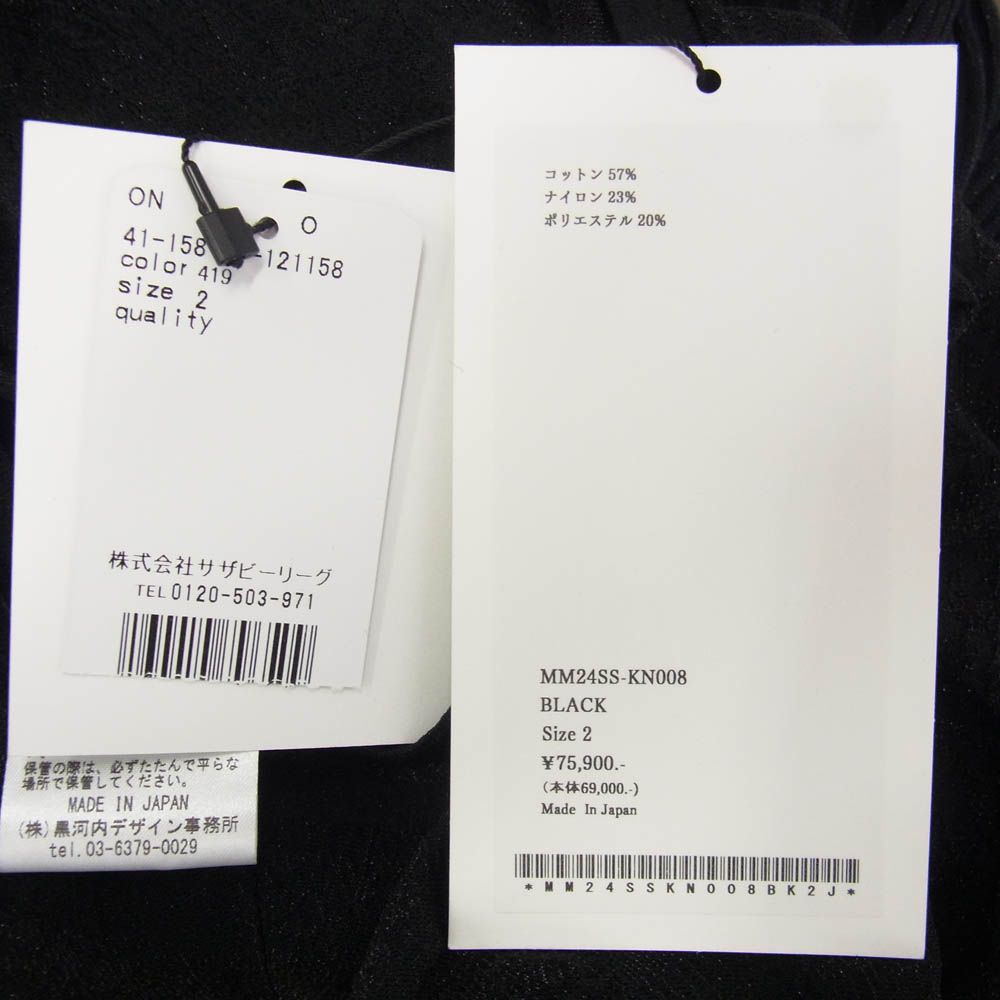 ON O
41-158 -121158
color 419
size 2
quality
株式会社サザビーリーグ
TEL 0120-503-971
保管の際は、必ずたたんで平らな
場所で保管してください。
MADE IN JAPAN
(株)黒河内デザイン事務所
tel.03-6379-0029
コットン 57%
ナイロン 23%
ポリエステル 20%
MM24SS-KN008
BLACK
Size 2
¥75,900.-
(本体69,000.-)
Made In Japan
*MM24SSKN008BK2J*